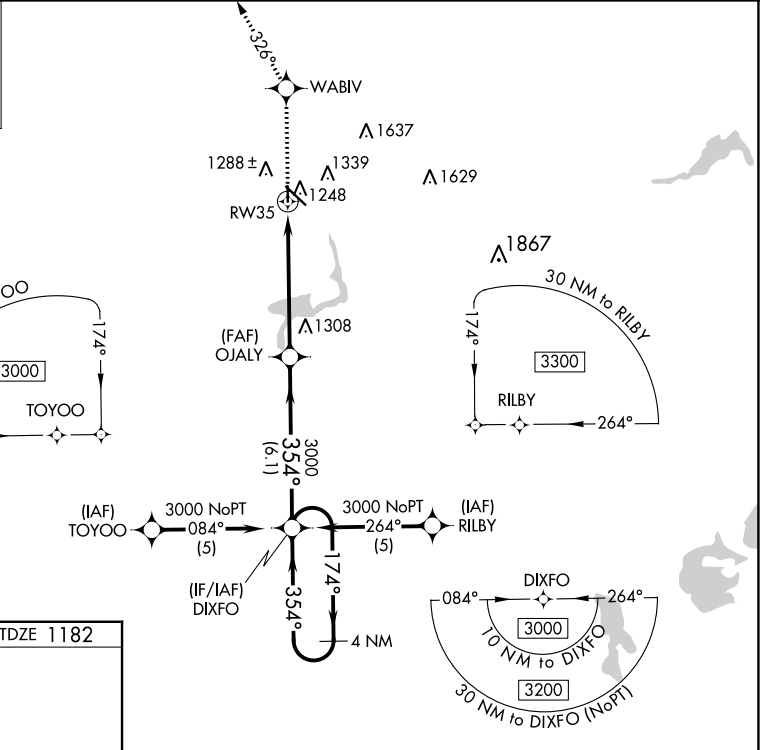 326°
WABIV
1637
1288 ±
1339
1629
1248
RW35
1867
OO
30 NM to RILBY
174°
174°
1308
(FAF)
OJALY
3000
3300
TOYOO
RILBY
264°
3000
354°
(6.1)
(IAF)
TOYOO
3000 NoPT
084°
(5)
3000 NoPT
264°
(5)
(IAF)
RILBY
(IF/IAF)
DIXFO
354°
174°
4 NM
DIXFO
084°
264°
3000
10 NM to DIXFO
3200
30 NM to DIXFO (NoPT)
TDZE 1182